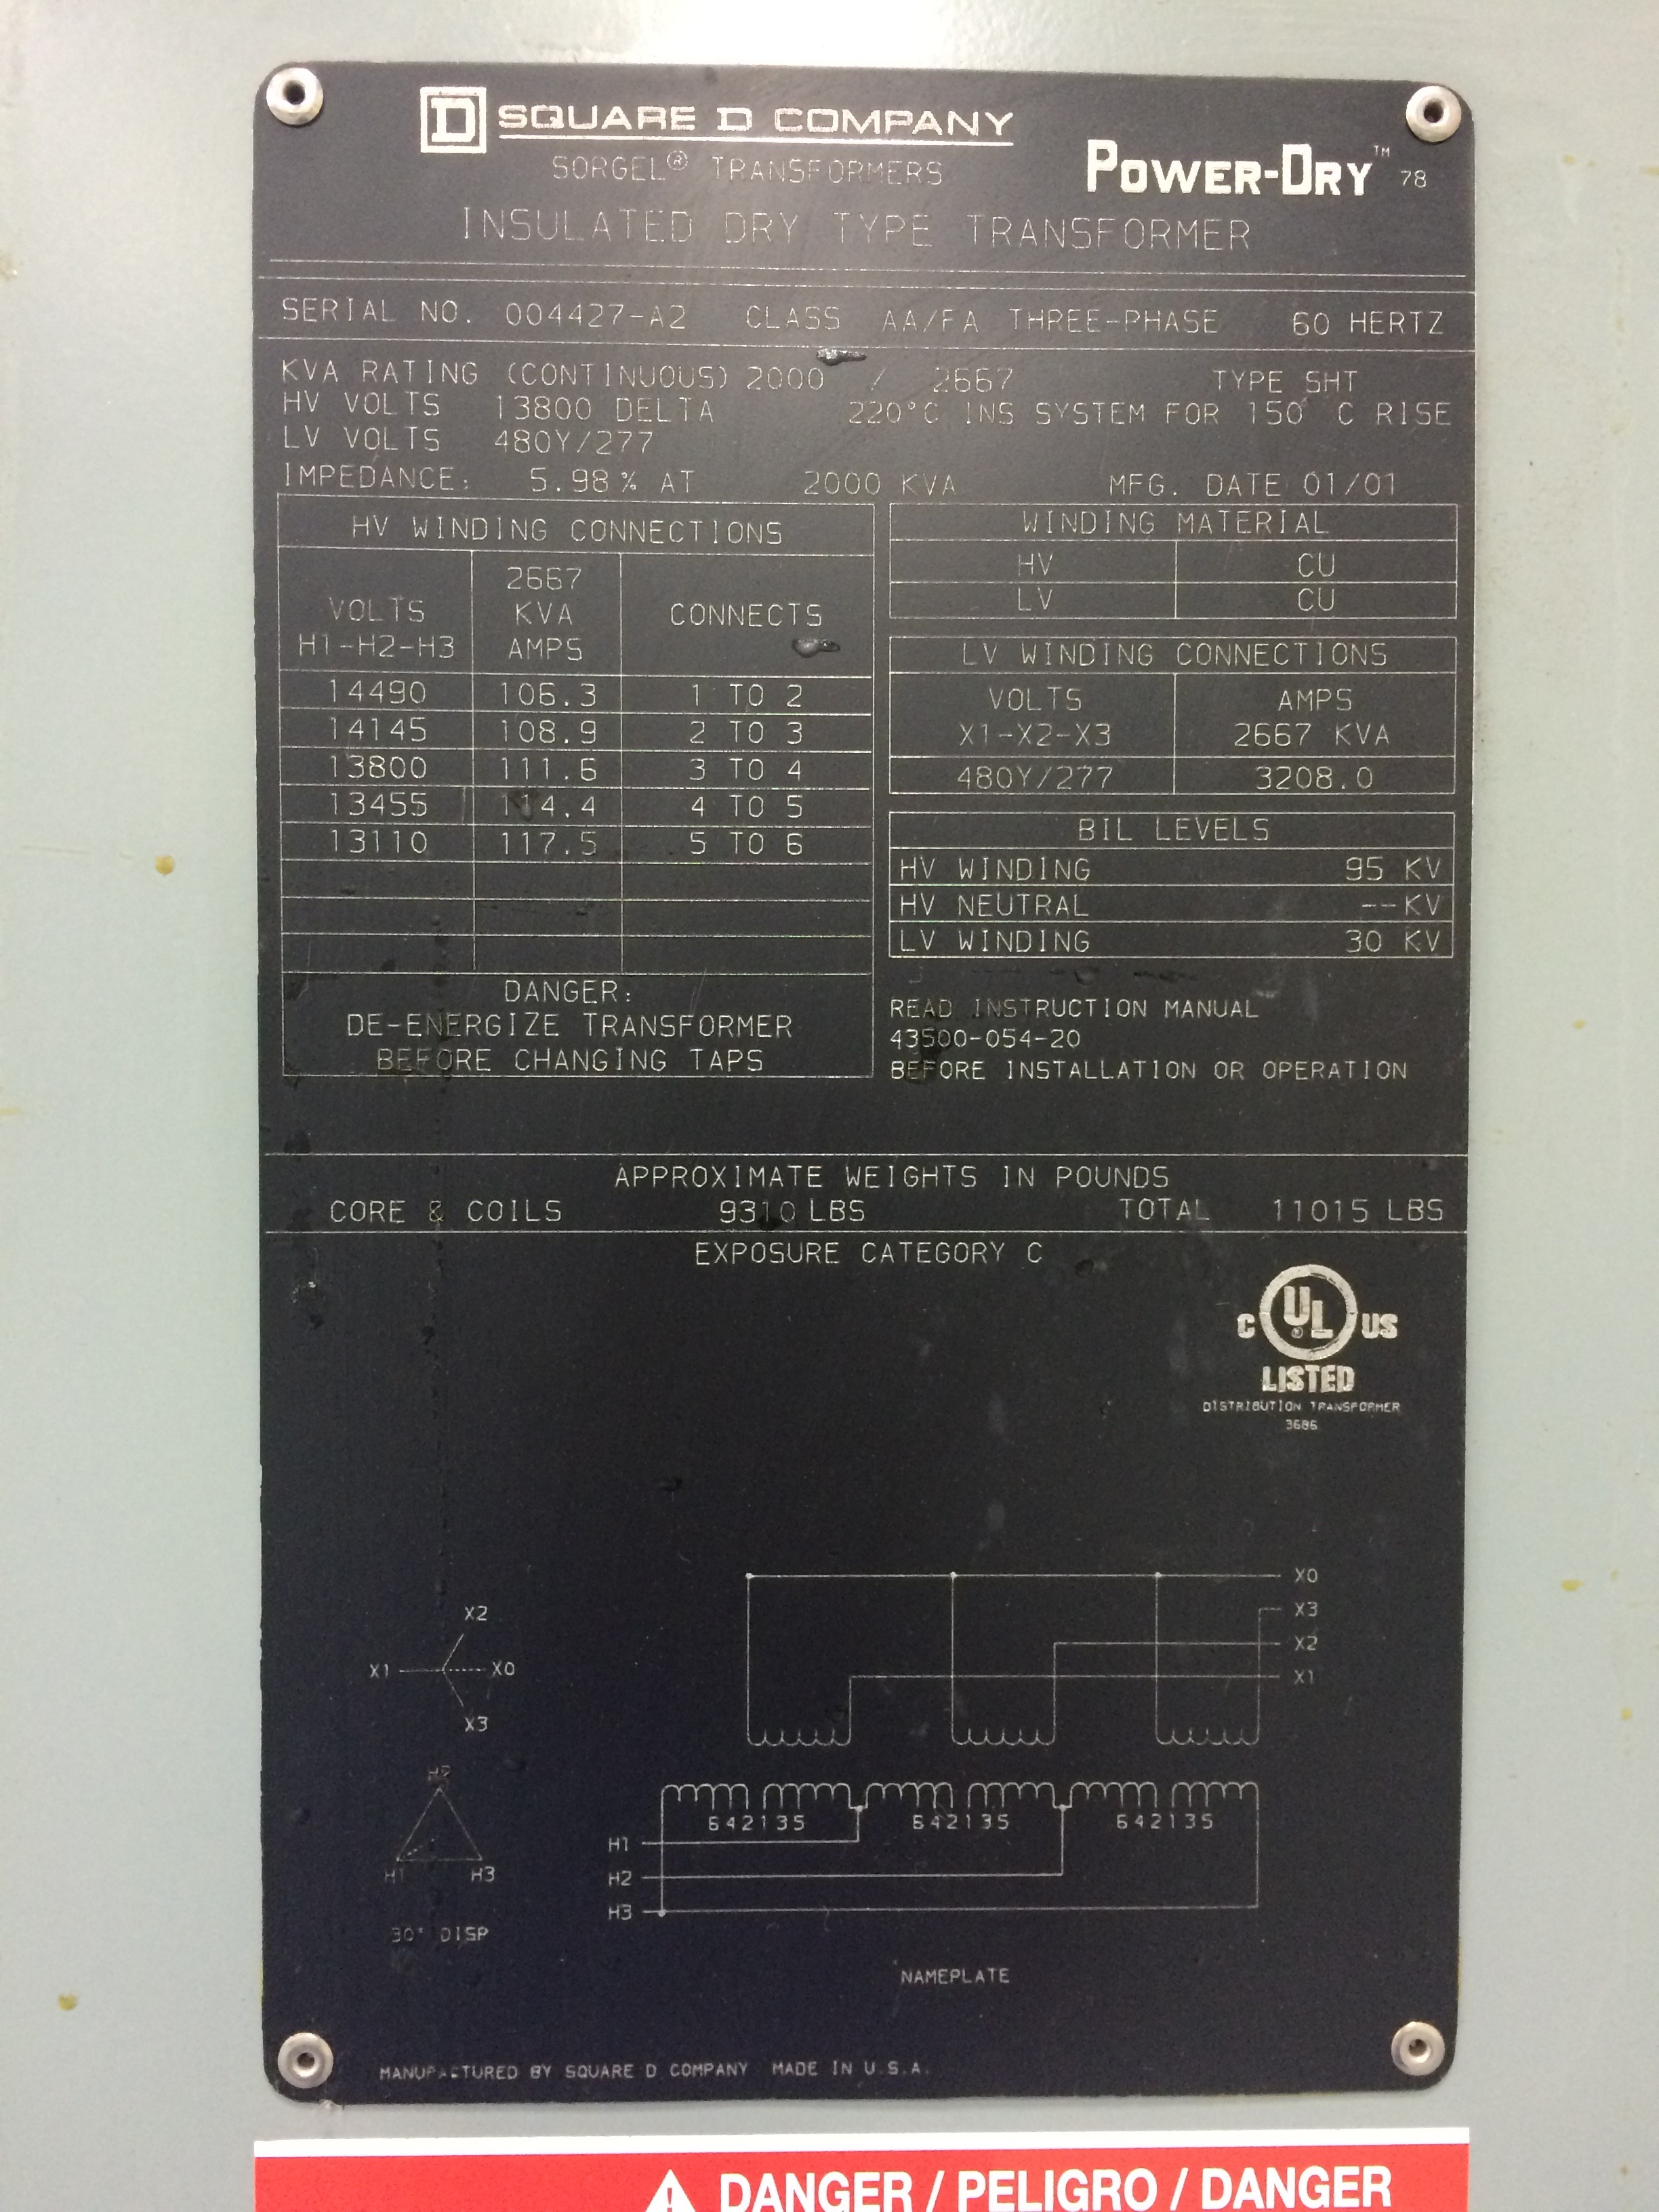 D SQUARE D COMPANY
SORGEL® TRANSFORMERS
POWER-DRY™ 78
INSULATED DRY TYPE TRANSFORMER
SERIAL NO. 004427-A2 CLASS AA/FA THREE-PHASE 60 HERTZ
KVA RATING (CONTINUOUS) 2000 / 2667 TYPE SHT
HV VOLTS 13800 DELTA 220°C INS SYSTEM FOR 150° C RISE
LV VOLTS 480Y/277
IMPEDANCE: 5.98% AT 2000 KVA MFG. DATE 01/01
HV WINDING CONNECTIONS
VOLTS H1-H2-H3 2667 KVA AMPS CONNECTS
14490 106.3 1 TO 2
14145 108.9 2 TO 3
13800 111.6 3 TO 4
13455 114.4 4 TO 5
13110 117.5 5 TO 6
DANGER:
DE-ENERGIZE TRANSFORMER
BEFORE CHANGING TAPS
WINDING MATERIAL
HV CU
LV CU
LV WINDING CONNECTIONS
VOLTS AMPS
X1-X2-X3 2667 KVA
480Y/277 3208.0
BIL LEVELS
HV WINDING 95 KV
HV NEUTRAL --KV
LV WINDING 30 KV
READ INSTRUCTION MANUAL
43500-054-20
BEFORE INSTALLATION OR OPERATION
APPROXIMATE WEIGHTS IN POUNDS
CORE & COILS 9310 LBS TOTAL 11015 LBS
EXPOSURE CATEGORY C
C UL® US
LISTED
DISTRIBUTION TRANSFORMER
3686
X2
X1 X0
X3
H2
H1 H3
30° DISP
X0
X3
X2
X1
642135 642135 642135
H1
H2
H3
NAMEPLATE
MANUFACTURED BY SQUARE D COMPANY MADE IN U.S.A.
DANGER / PELIGRO / DANGER